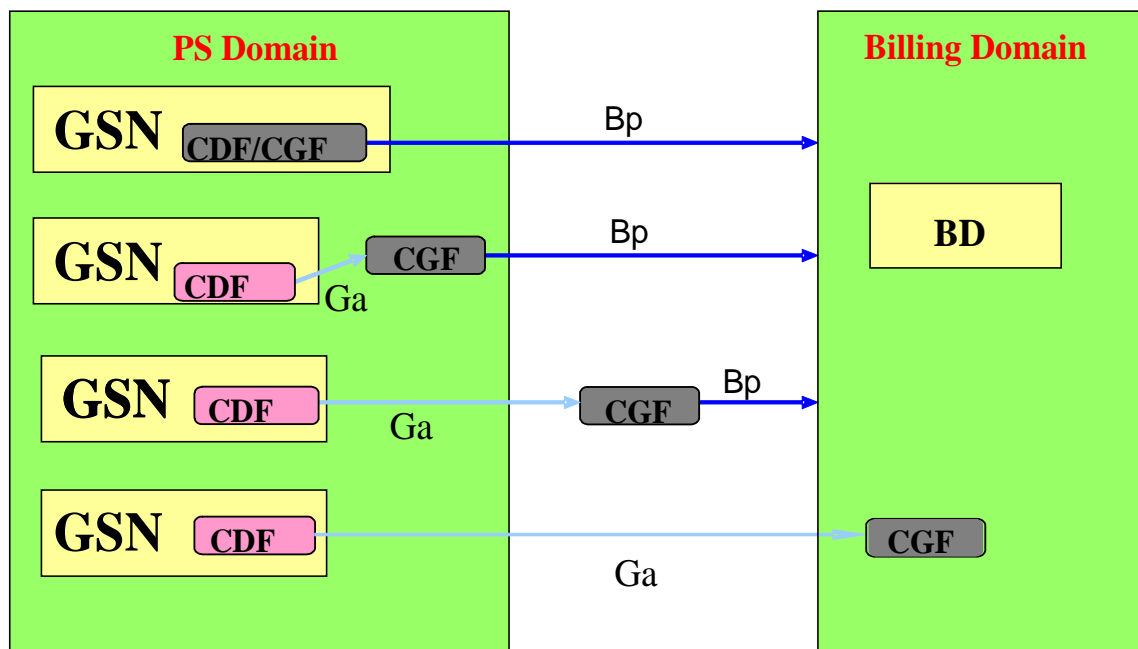 PS Domain
Billing Domain
GSN
CDF/CGF
Bp
GSN
CDF
Ga
CGF
Bp
BD
GSN
CDF
Ga
CGF
Bp
GSN
CDF
Ga
CGF